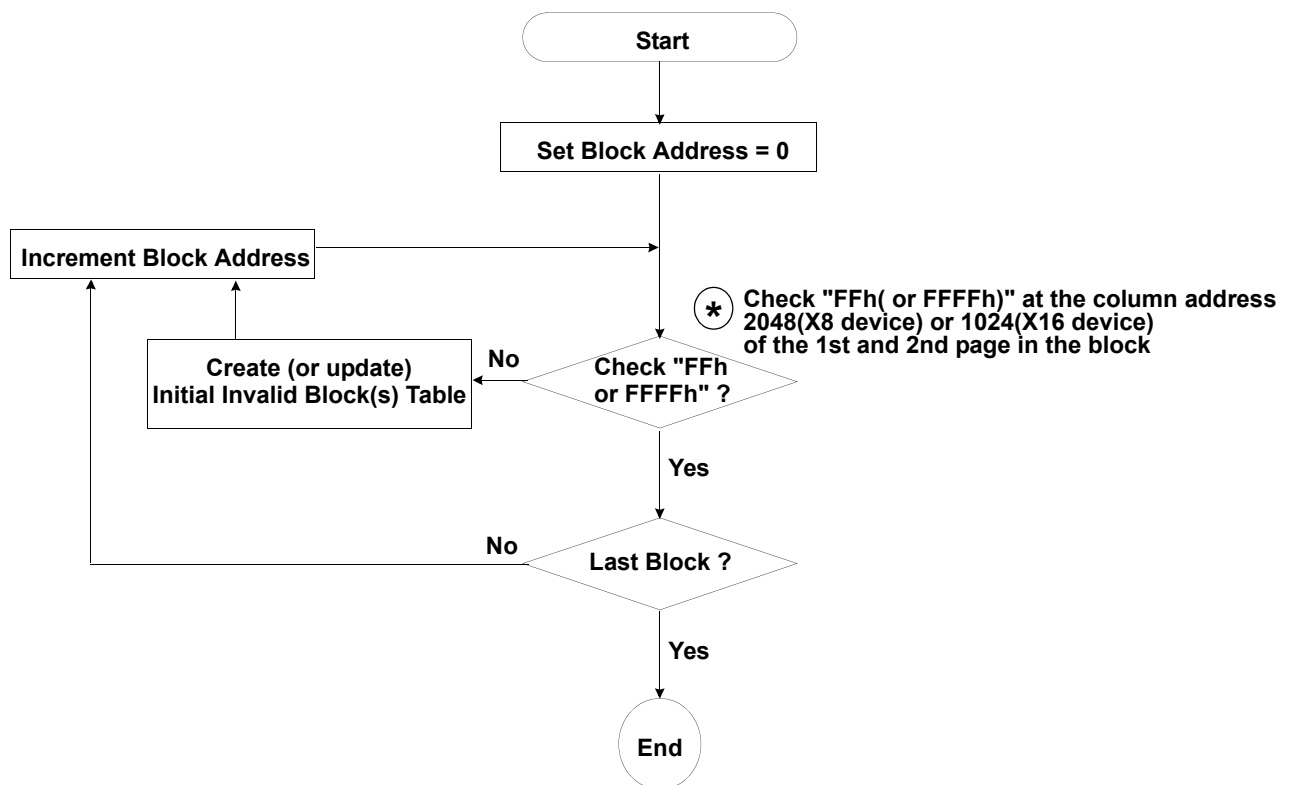 Start
Set Block Address = 0
Increment Block Address
* Check "FFh( or FFFFh)" at the column address
2048(X8 device) or 1024(X16 device)
of the 1st and 2nd page in the block
Create (or update)
Initial Invalid Block(s) Table
No
Check "FFh
or FFFFh" ?
Yes
No
Last Block ?
Yes
End